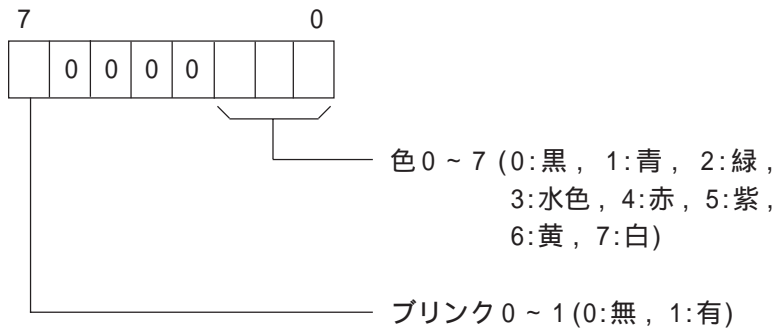 7 0
0 0 0 0
色0～7(0:黒, 1:青, 2:緑,
3:水色, 4:赤, 5:紫,
6:黄, 7:白)
ブリンク0～1(0:無, 1:有)